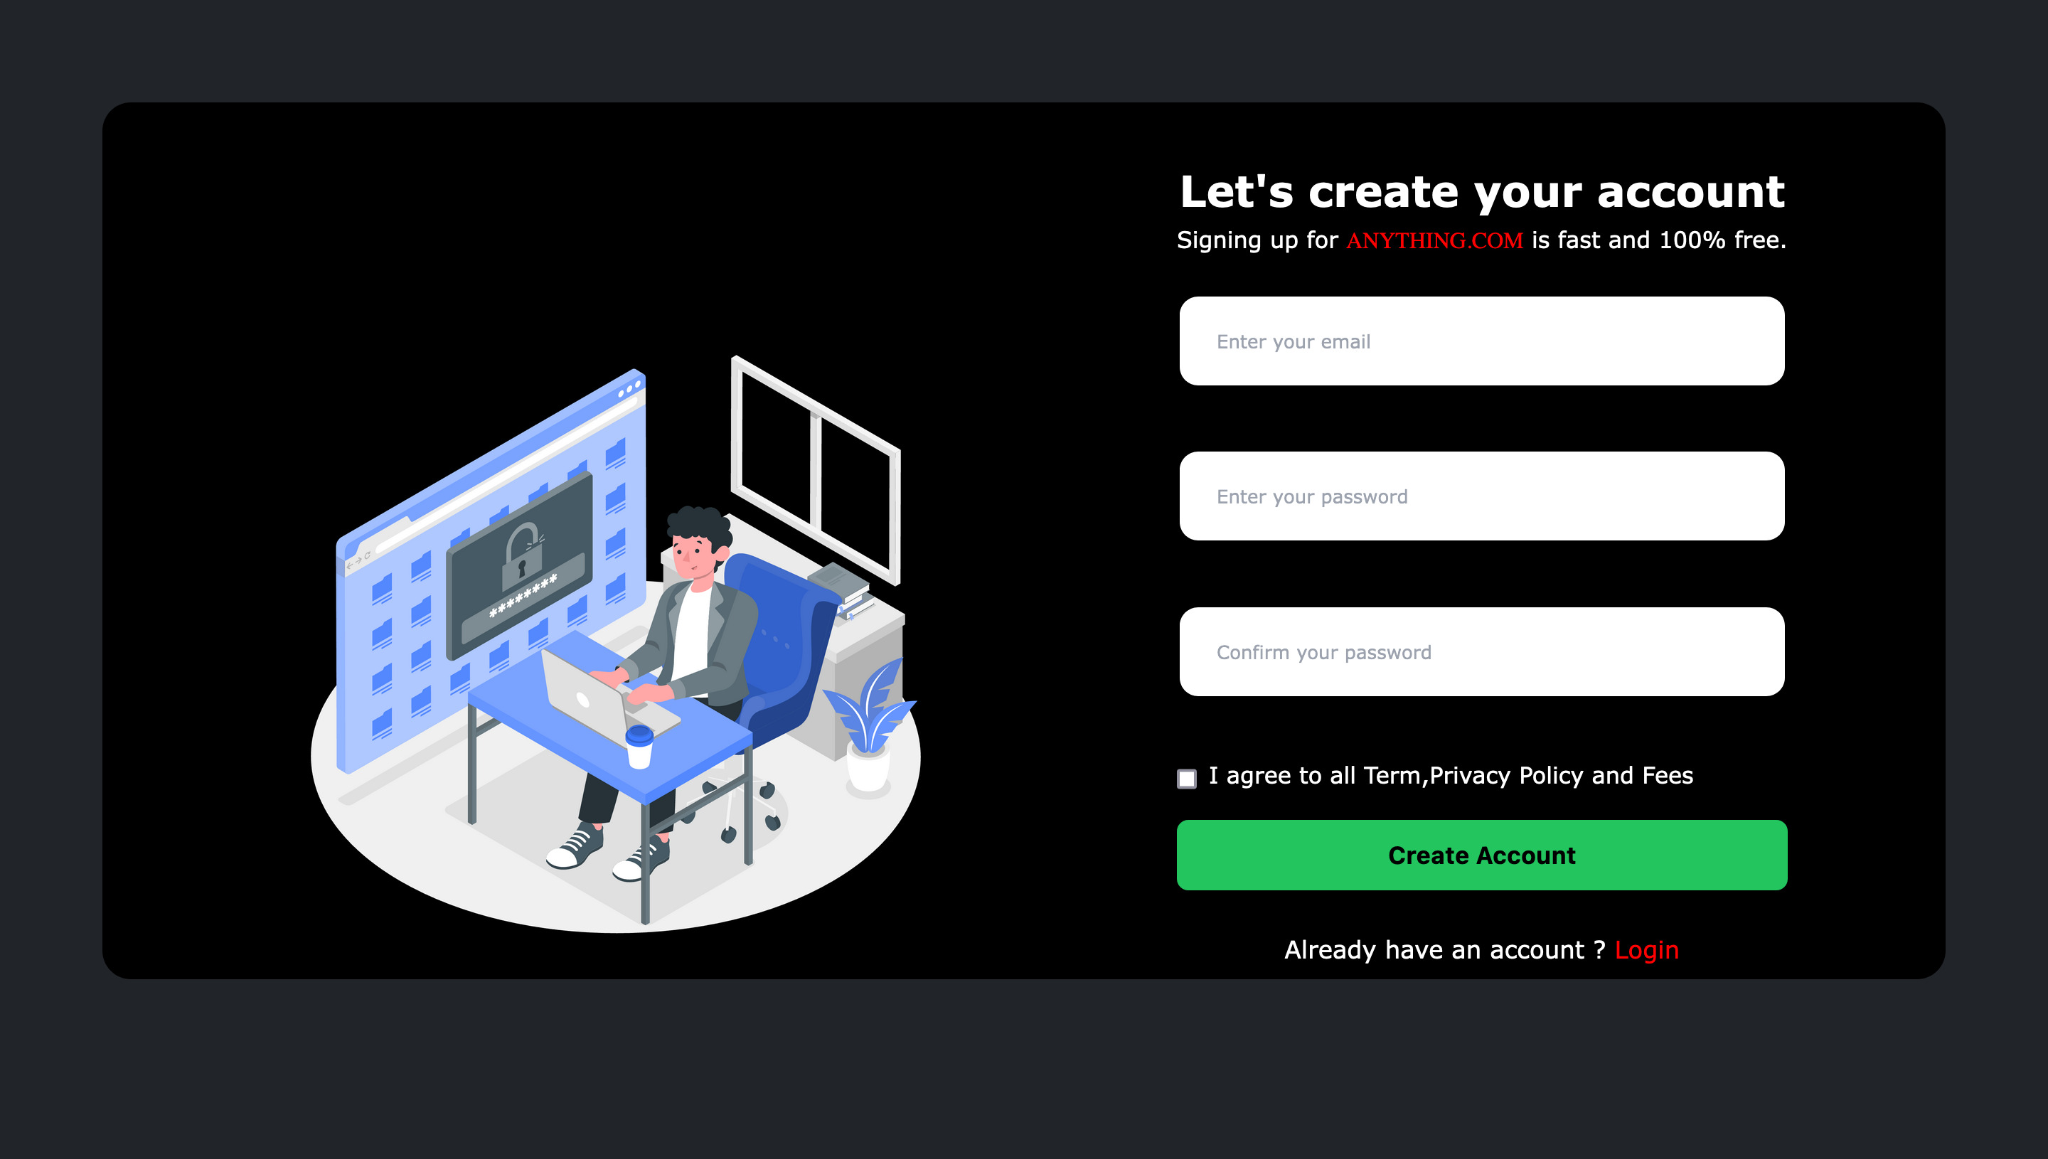 Let's create your account
Signing up for ANYTHING.COM is fast and 100% free.
Enter your email
Enter your password
Confirm your password
I agree to all Term,Privacy Policy and Fees
Create Account
Already have an account ? Login
********